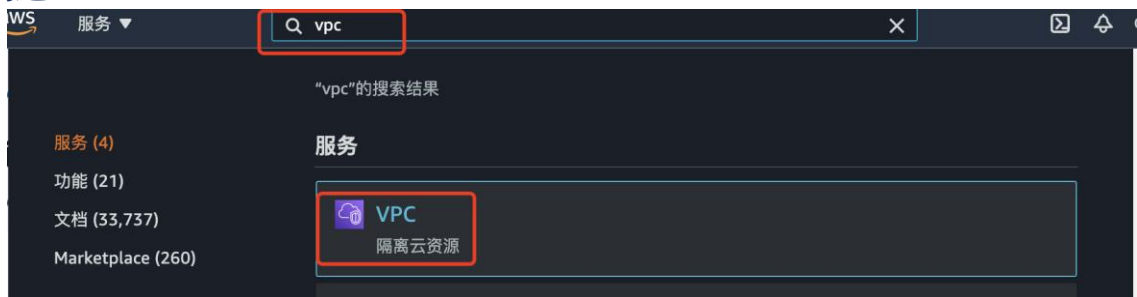 WS
服务 ▼
vpc
"vpc"的搜索结果
服务 (4)
功能 (21)
文档 (33,737)
Marketplace (260)
服务
VPC
隔离云资源